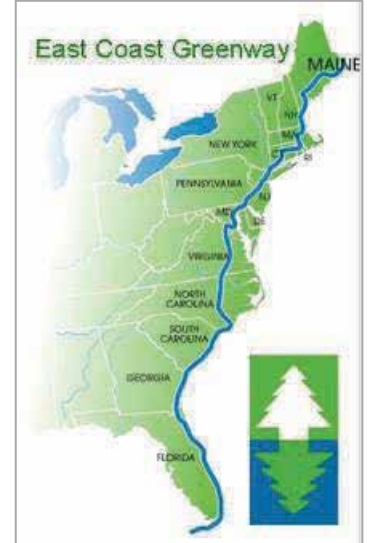 East Coast Greenway
MAINE
VT
NH
MA
NEW YORK
CT
RI
PENNSYLVANIA
NJ
MD
DE
VIRGINIA
NORTH
CAROLINA
SOUTH
CAROLINA
GEORGIA
FLORIDA